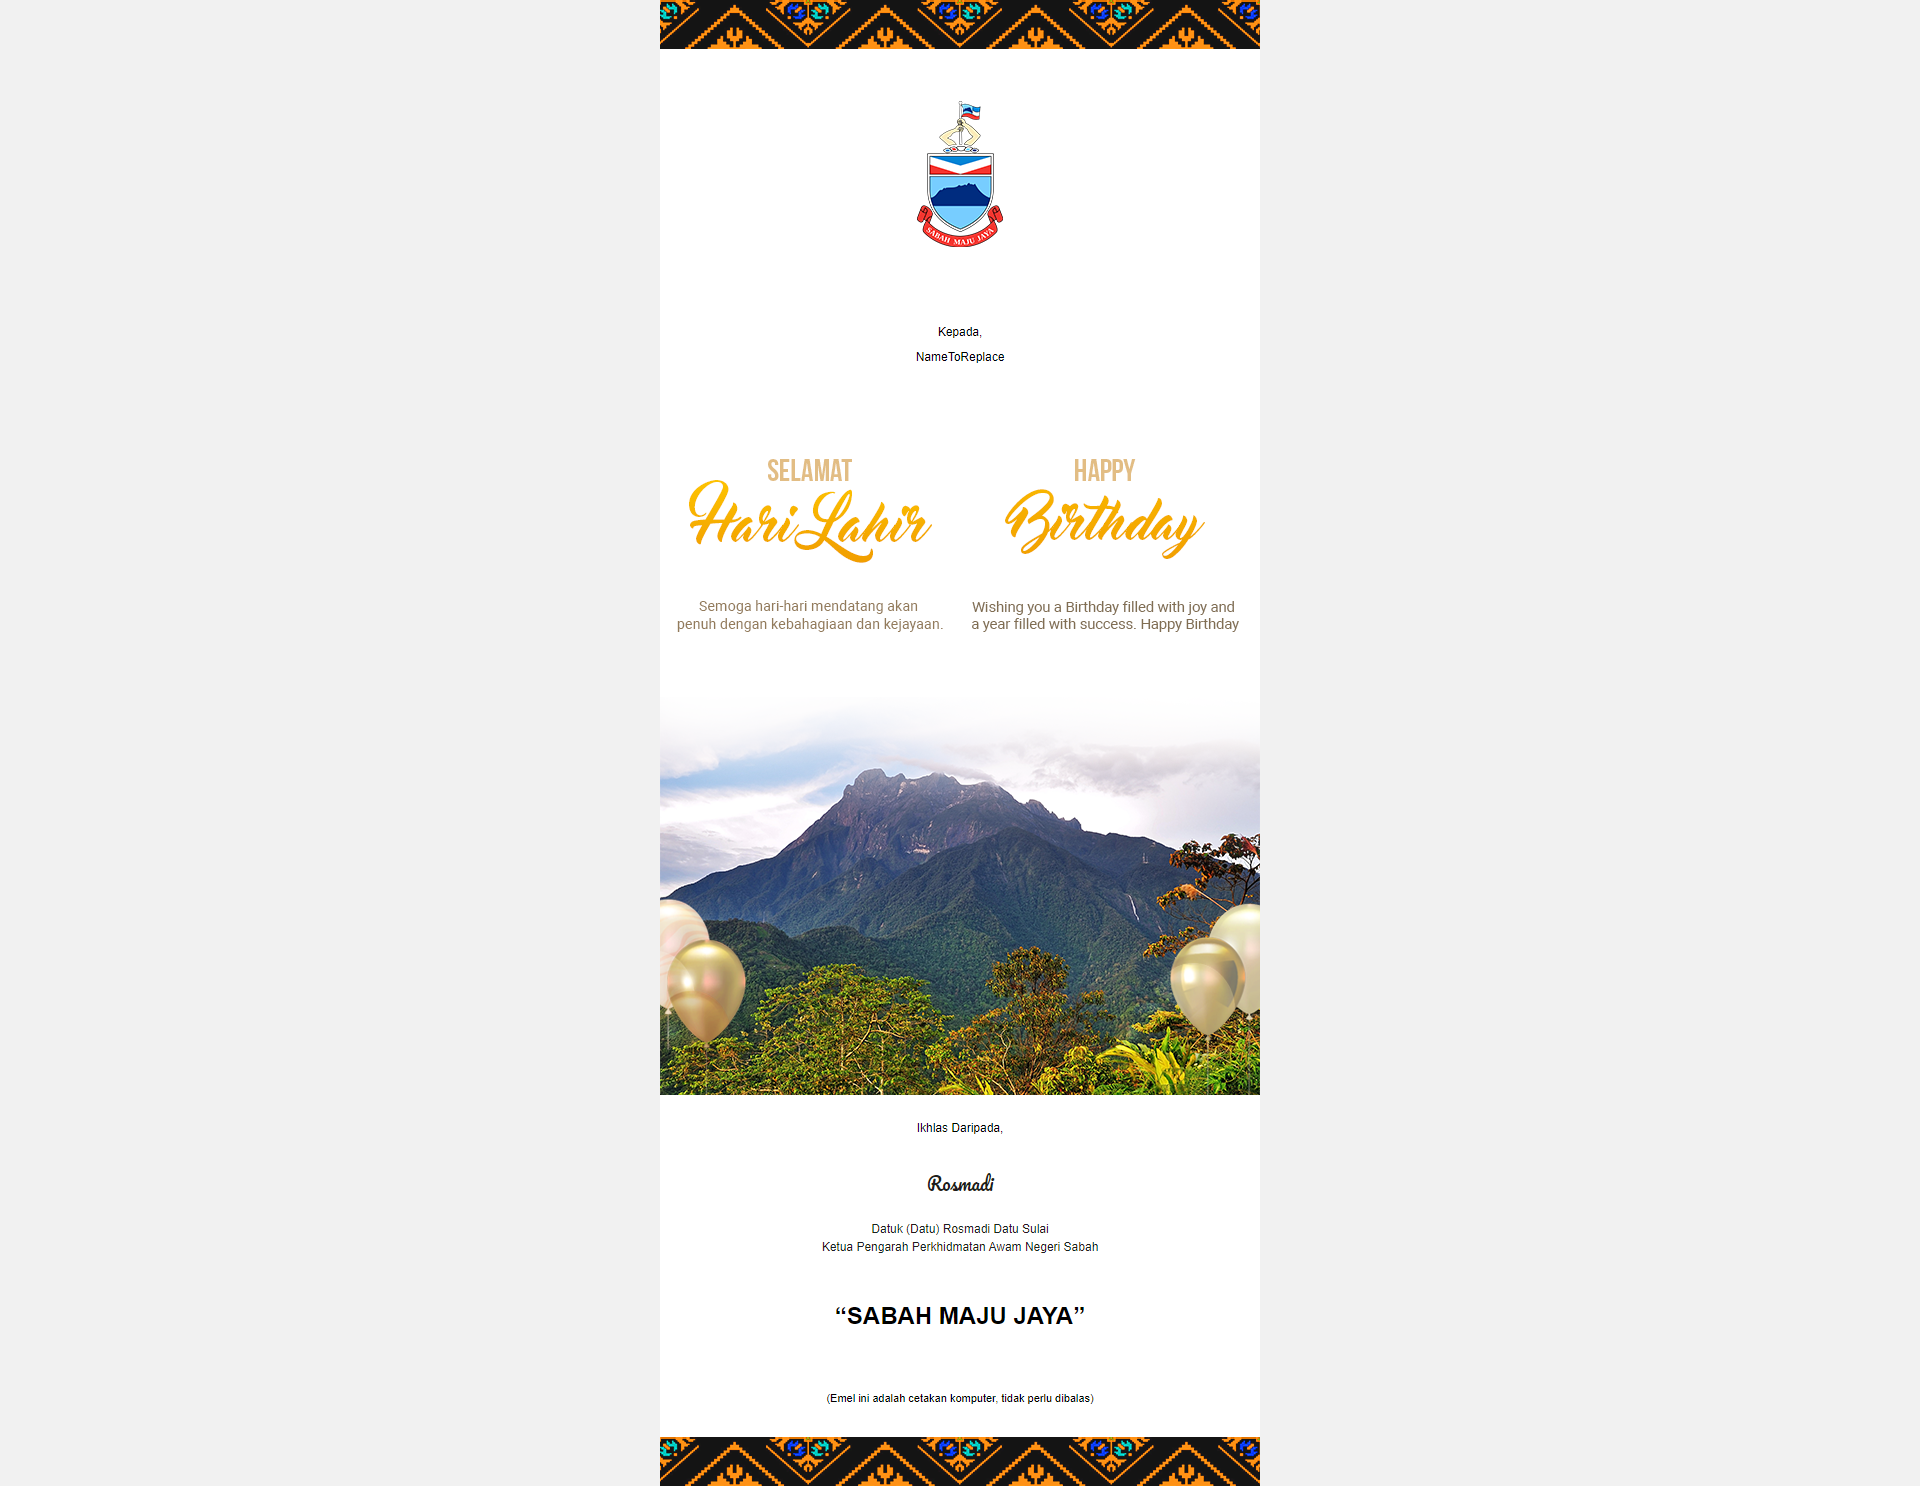 SABAH MAJU JAYA
Kepada,
NameToReplace
SELAMAT
Hari Lahir
Semoga hari-hari mendatang akan
penuh dengan kebahagiaan dan kejayaan.
HAPPY
Birthday
Wishing you a Birthday filled with joy and
a year filled with success. Happy Birthday
Ikhlas Daripada,
Rosmadi
Datuk (Datu) Rosmadi Datu Sulai
Ketua Pengarah Perkhidmatan Awam Negeri Sabah
“SABAH MAJU JAYA”
(Emel ini adalah cetakan komputer, tidak perlu dibalas)